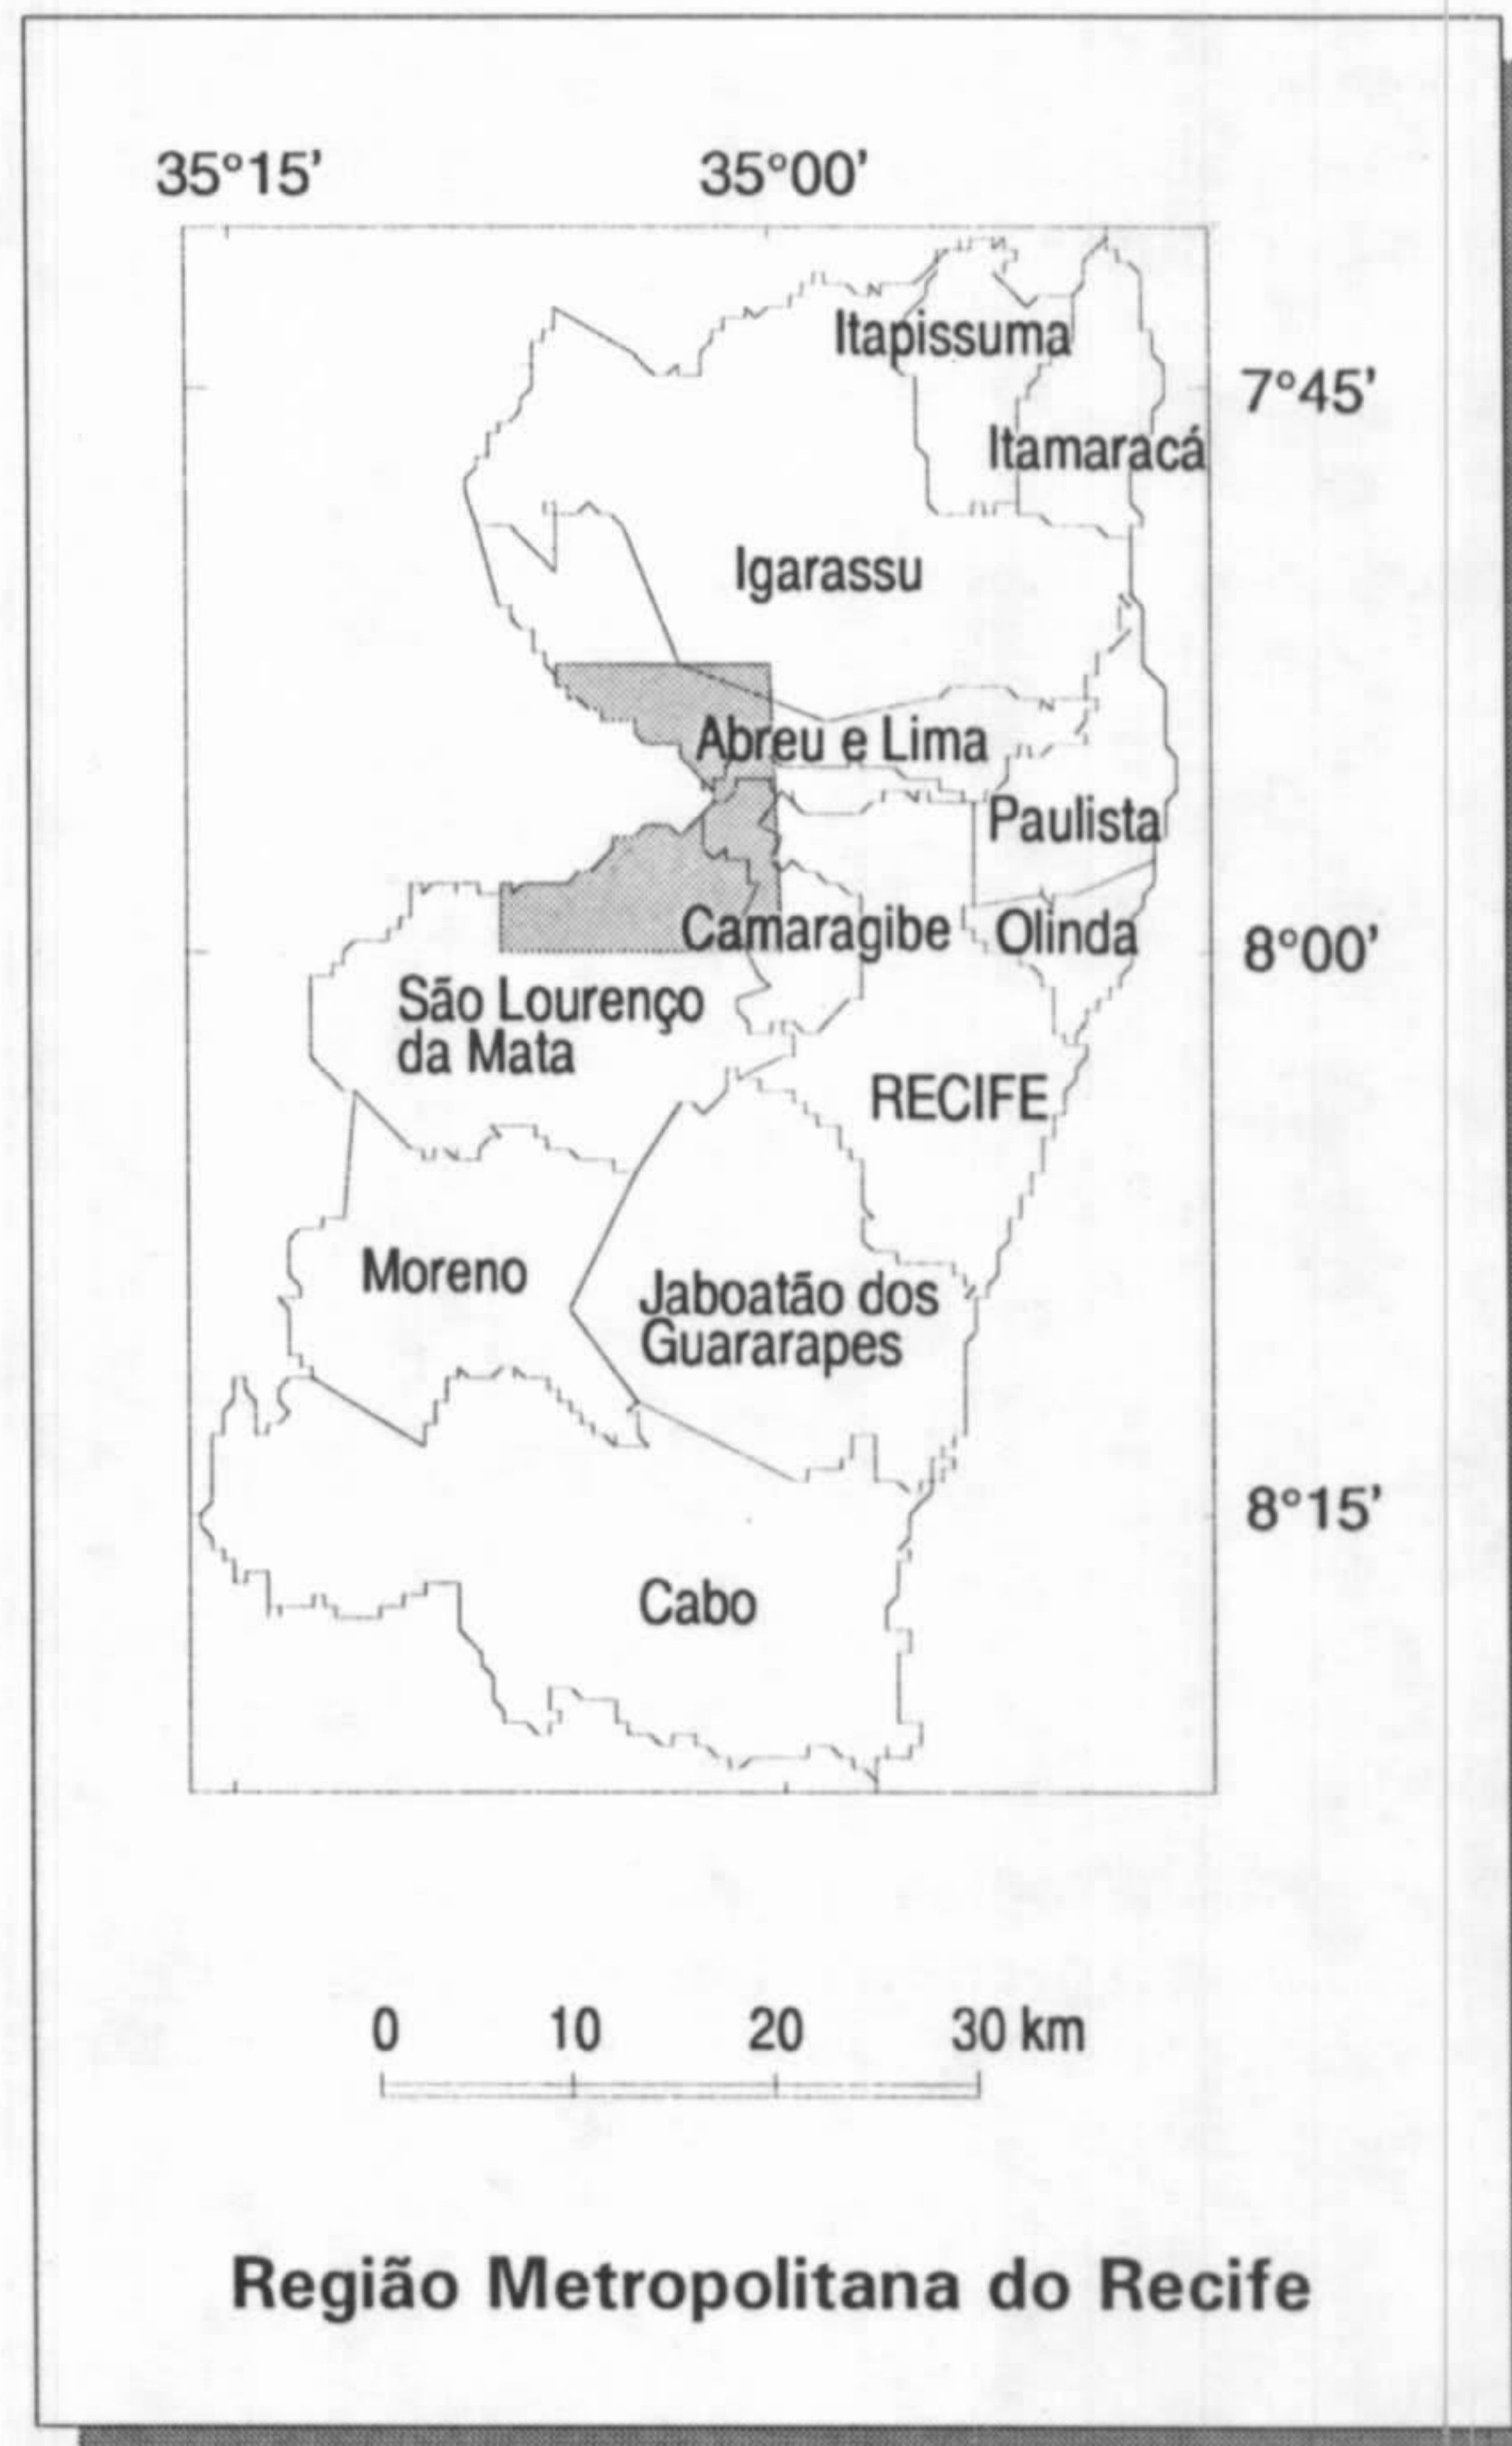 35°15' 35°00'
Itapissuma
7°45'
Itamaracá
Igarassu
Abreu e Lima
Paulista
Camaragibe Olinda 8°00'
São Lourenço
da Mata
RECIFE
Moreno
Jaboatão dos
Guararapes
8°15'
Cabo
0 10 20 30 km
Região Metropolitana do Recife